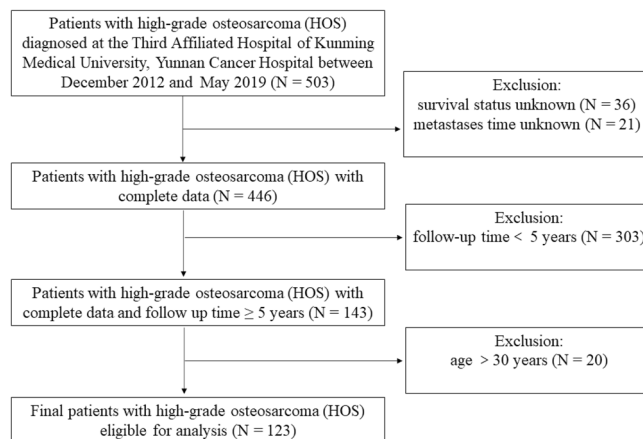 Patients with high-grade osteosarcoma (HOS)
diagnosed at the Third Affiliated Hospital of Kunming
Medical University, Yunnan Cancer Hospital between
December 2012 and May 2019 (N = 503)
Exclusion:
survival status unknown (N = 36)
metastases time unknown (N = 21)
Patients with high-grade osteosarcoma (HOS) with
complete data (N = 446)
Exclusion:
follow-up time < 5 years (N = 303)
Patients with high-grade osteosarcoma (HOS) with
complete data and follow up time ≥ 5 years (N = 143)
Exclusion:
age > 30 years (N = 20)
Final patients with high-grade osteosarcoma (HOS)
eligible for analysis (N = 123)